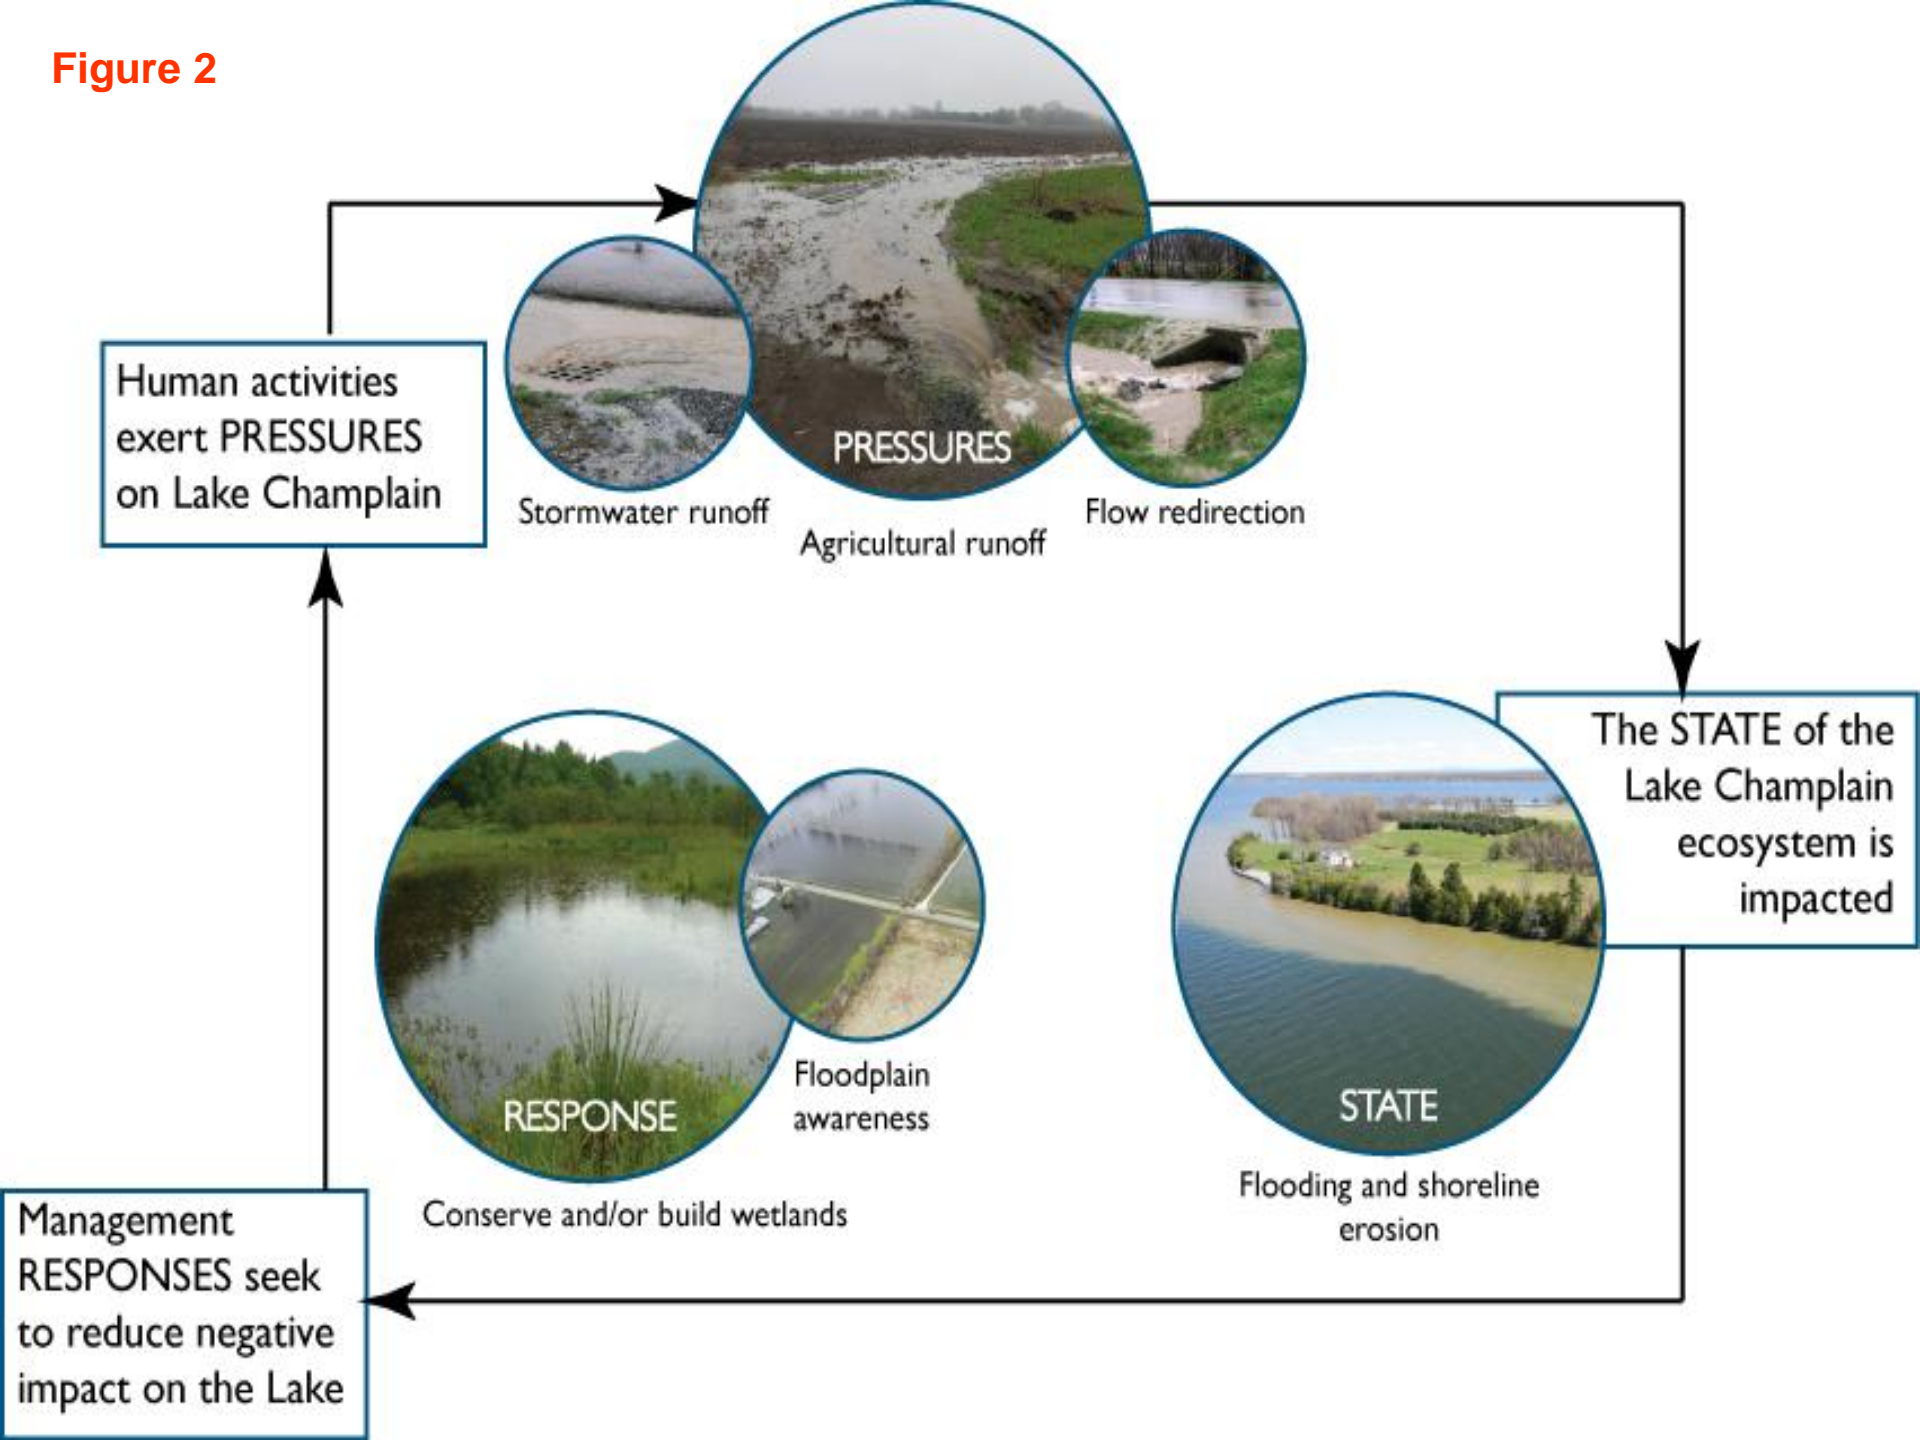 Figure 2
Human activities
exert PRESSURES
on Lake Champlain
PRESSURES
Stormwater runoff
Agricultural runoff
Flow redirection
The STATE of the
Lake Champlain
ecosystem is
impacted
STATE
Flooding and shoreline
erosion
RESPONSE
Floodplain
awareness
Conserve and/or build wetlands
Management
RESPONSES seek
to reduce negative
impact on the Lake